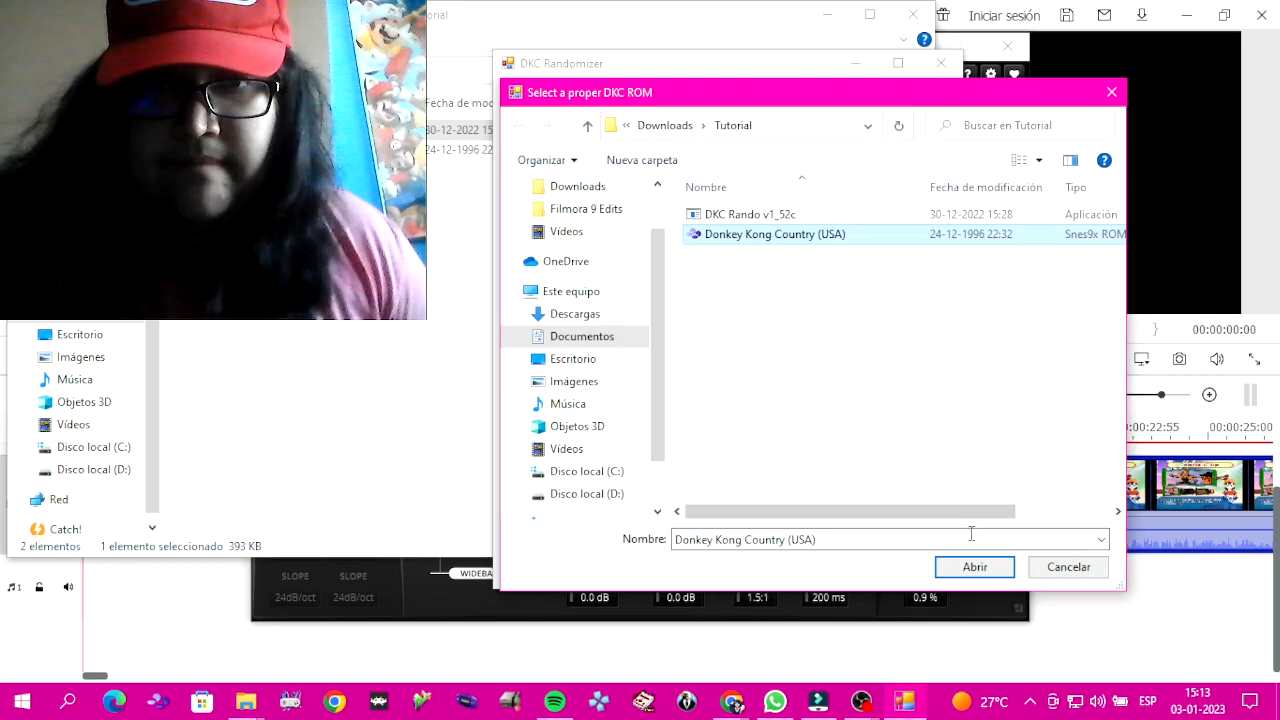 orial
Iniciar sesión
DKC Randomizer
Select a proper DKC ROM
Fecha de mod
30-12-2022 15
24-12-1996 22
« Downloads › Tutorial
Buscar en Tutorial
Organizar
Nueva carpeta
Downloads
Filmora 9 Edits
Vídeos
OneDrive
Este equipo
Descargas
Documentos
Escritorio
Imágenes
Música
Objetos 3D
Vídeos
Disco local (C:)
Disco local (D:)
Nombre
Fecha de modificación
Tipo
DKC Rando v1_52c
30-12-2022 15:28
Aplicación
Donkey Kong Country (USA)
24-12-1996 22:32
Snes9x ROM
Nombre:
Donkey Kong Country (USA)
Abrir
Cancelar
Escritorio
Imágenes
Música
Objetos 3D
Vídeos
Disco local (C:)
Disco local (D:)
Red
Catch!
2 elementos
1 elemento seleccionado 393 KB
00:00:00:00
00:22:55
00:00:25:00
SLOPE
SLOPE
24dB/oct
24dB/oct
WIDEBA
0.0 dB
0.0 dB
1.5:1
200 ms
0.9 %
1
27°C
ESP
15:13
03-01-2023